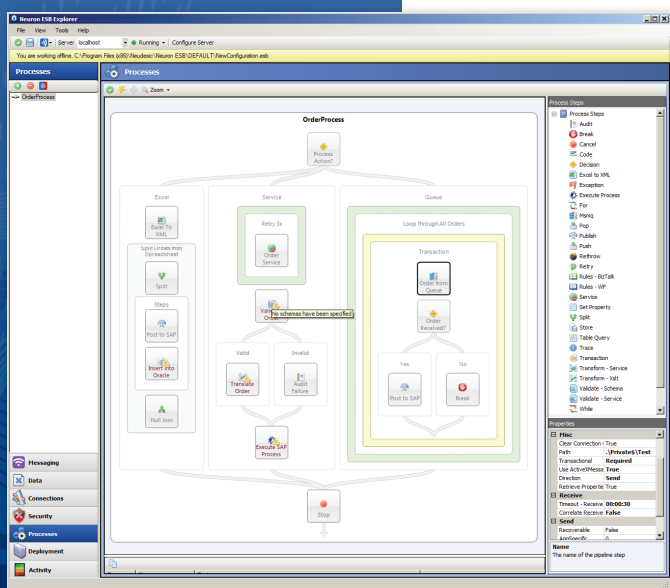 Neuron ESB Explorer
File View Tools Help
Server localhost Running Configure Server
You are working offline. C:\Program Files (x86)\Neudesic\Neuron ESB\DEFAULT\NewConfiguration.esb
Processes
Processes
Zoom
OrderProcess
OrderProcess
Process
Action?
Excel
Service
Queue
Excel To
XML
Split Orders from
Spreadsheet
Split
Steps
Post to SAP
Insert into
Oracle
Null Join
Retry 3x
Order
Service
No schemas have been specified
Order
Valid
Invalid
Translate
Order
Audit
Failure
Execute SAP
Process
Loop through All Orders
Transaction
Order from
Queue
Order
Received?
Yes
No
Post to SAP
Break
Stop
Process Steps
Process Steps
Audit
Break
Cancel
Code
Decision
Excel to XML
Exception
Execute Process
For
Msmq
Pop
Publish
Push
Rethrow
Retry
Rules - BizTalk
Rules - WF
Service
Set Property
Split
Store
Table Query
Trace
Transaction
Transform - Service
Transform - Xslt
Validate - Schema
Validate - Service
While
Properties
Misc
Clear Connection True
Path .\Private$\Test
Transactional Required
Use ActiveXMessa True
Direction Send
Retrieve Propertie True
Receive
Timeout - Receive 00:00:30
Correlate Receive False
Send
Recoverable False
AppSpecific 0
Name
The name of the pipeline step
Messaging
Data
Connections
Security
Processes
Deployment
Activity